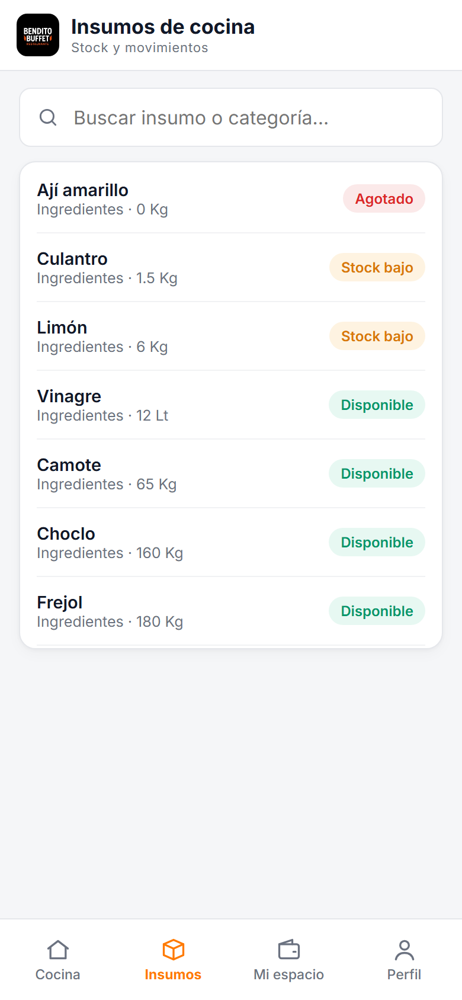 BENDITO
BUFFET
RESTAURANTE
Insumos de cocina
Stock y movimientos
Buscar insumo o categoría...
Ají amarillo
Ingredientes · 0 Kg
Agotado
Culantro
Ingredientes · 1.5 Kg
Stock bajo
Limón
Ingredientes · 6 Kg
Stock bajo
Vinagre
Ingredientes · 12 Lt
Disponible
Camote
Ingredientes · 65 Kg
Disponible
Choclo
Ingredientes · 160 Kg
Disponible
Frejol
Ingredientes · 180 Kg
Disponible
Cocina
Insumos
Mi espacio
Perfil